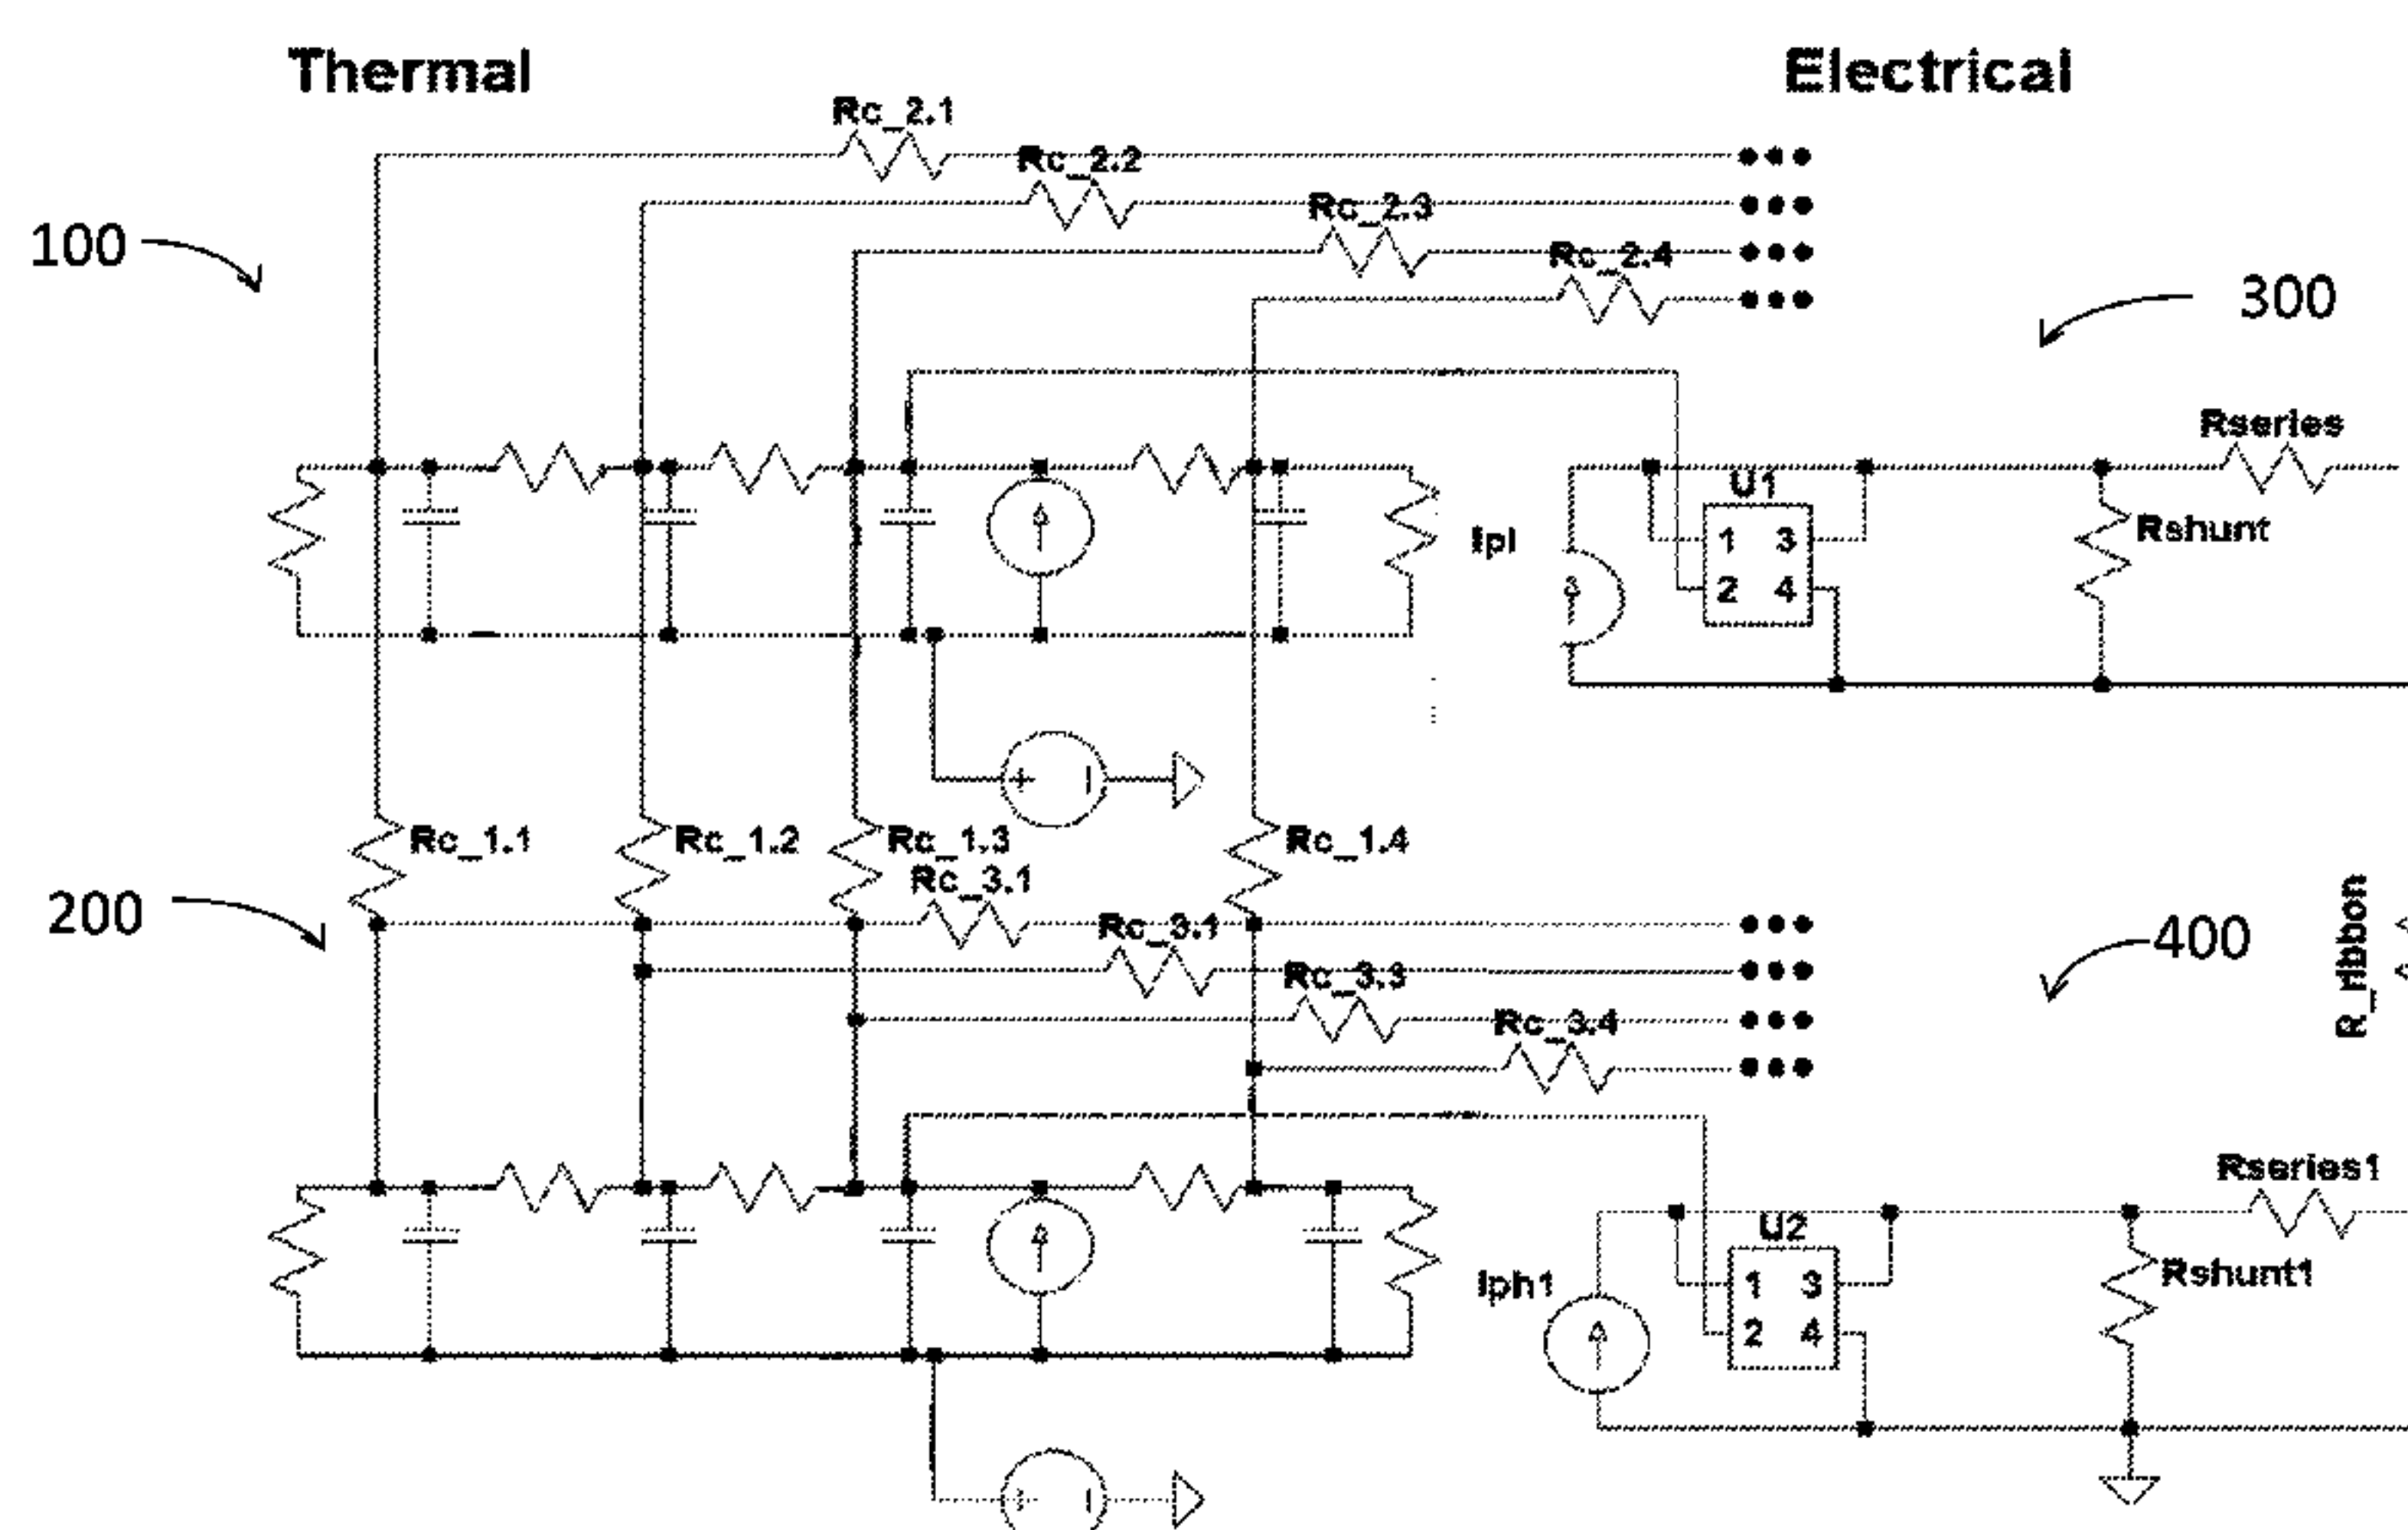 Thermal
Electrical
Rc_2.1
Rc_2.2
Rc_2.3
Rc_2.4
100
300
Rseries
U1
Ipl
1 3
2 4
Rshunt
Rc_1.1
Rc_1.2
Rc_1.3
Rc_1.4
Rc_3.1
200
Rc_3.1
400
R_ribbon
Rc_3.3
Rc_3.4
Rseries1
U2
Iph1
1 3
2 4
Rshunt1